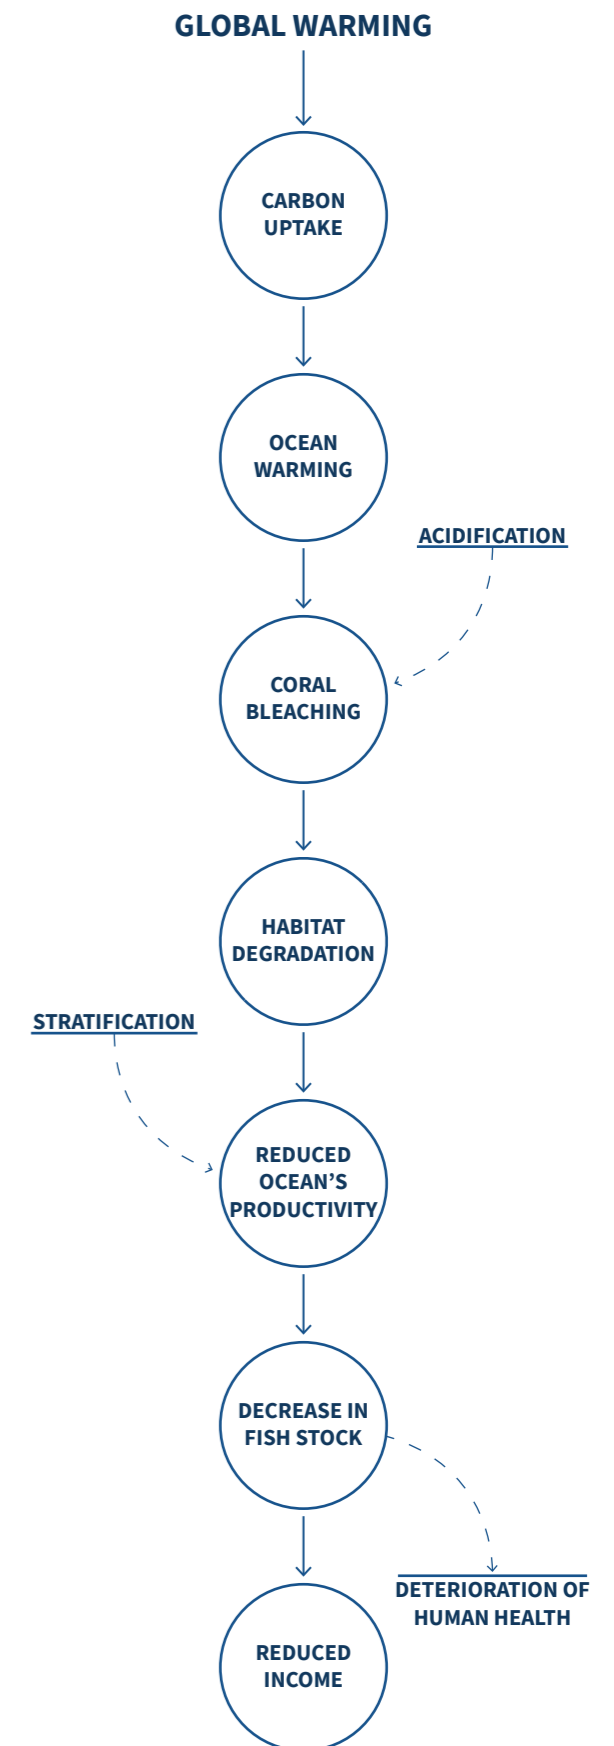 GLOBAL WARMING
CARBON
UPTAKE
OCEAN
WARMING
ACIDIFICATION
CORAL
BLEACHING
HABITAT
DEGRADATION
STRATIFICATION
REDUCED
OCEAN’S
PRODUCTIVITY
DECREASE IN
FISH STOCK
DETERIORATION OF
HUMAN HEALTH
REDUCED
INCOME